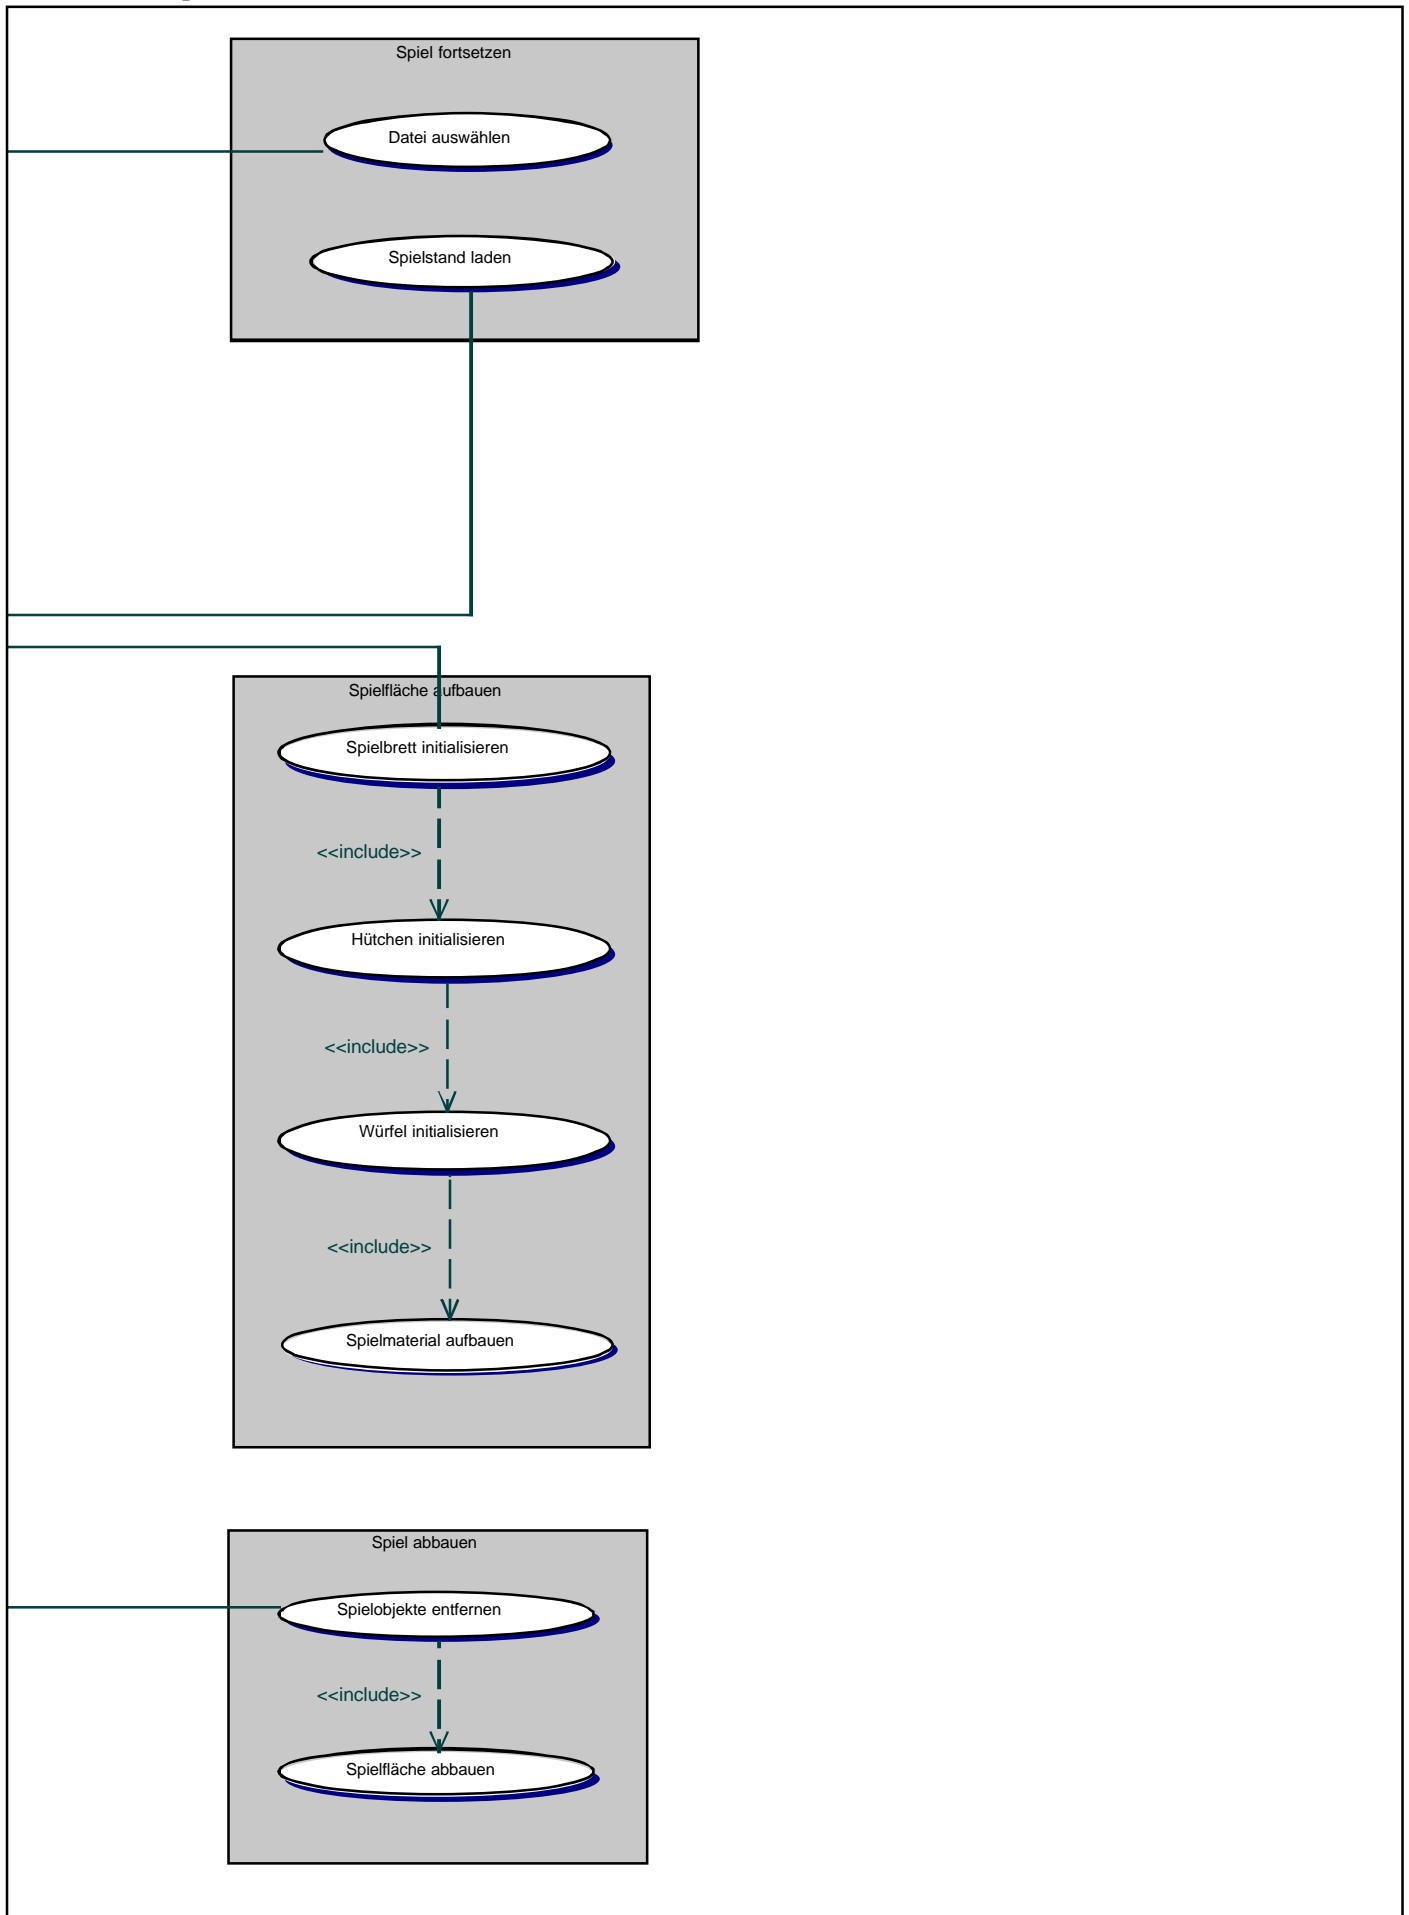 Spiel fortsetzen
Datei auswählen
Spielstand laden
Spielfläche aufbauen
Spielbrett initialisieren
<<include>>
Hütchen initialisieren
<<include>>
Würfel initialisieren
<<include>>
Spielmaterial aufbauen
Spiel abbauen
Spielobjekte entfernen
<<include>>
Spielfläche abbauen